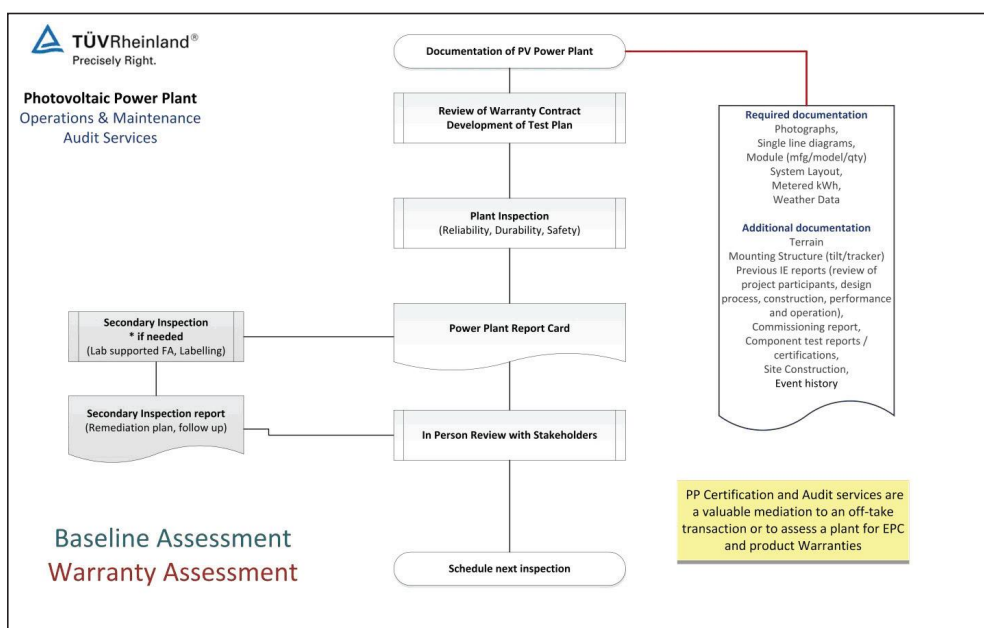 TÜVRheinland®
Precisely Right.
Photovoltaic Power Plant
Operations & Maintenance
Audit Services
Documentation of PV Power Plant
Review of Warranty Contract
Development of Test Plan
Plant Inspection
(Reliability, Durability, Safety)
Power Plant Report Card
Secondary Inspection
* if needed
(Lab supported FA, Labelling)
Secondary Inspection report
(Remediation plan, follow up)
In Person Review with Stakeholders
Schedule next inspection
Required documentation
Photographs,
Single line diagrams,
Module (mfg/model/qty)
System Layout,
Metered kWh,
Weather Data
Additional documentation
Terrain
Mounting Structure (tilt/tracker)
Previous IE reports (review of
project participants, design
process, construction, performance
and operation),
Commissioning report,
Component test reports /
certifications,
Site Construction,
Event history
PP Certification and Audit services are
a valuable mediation to an off-take
transaction or to assess a plant for EPC
and product Warranties
Baseline Assessment
Warranty Assessment